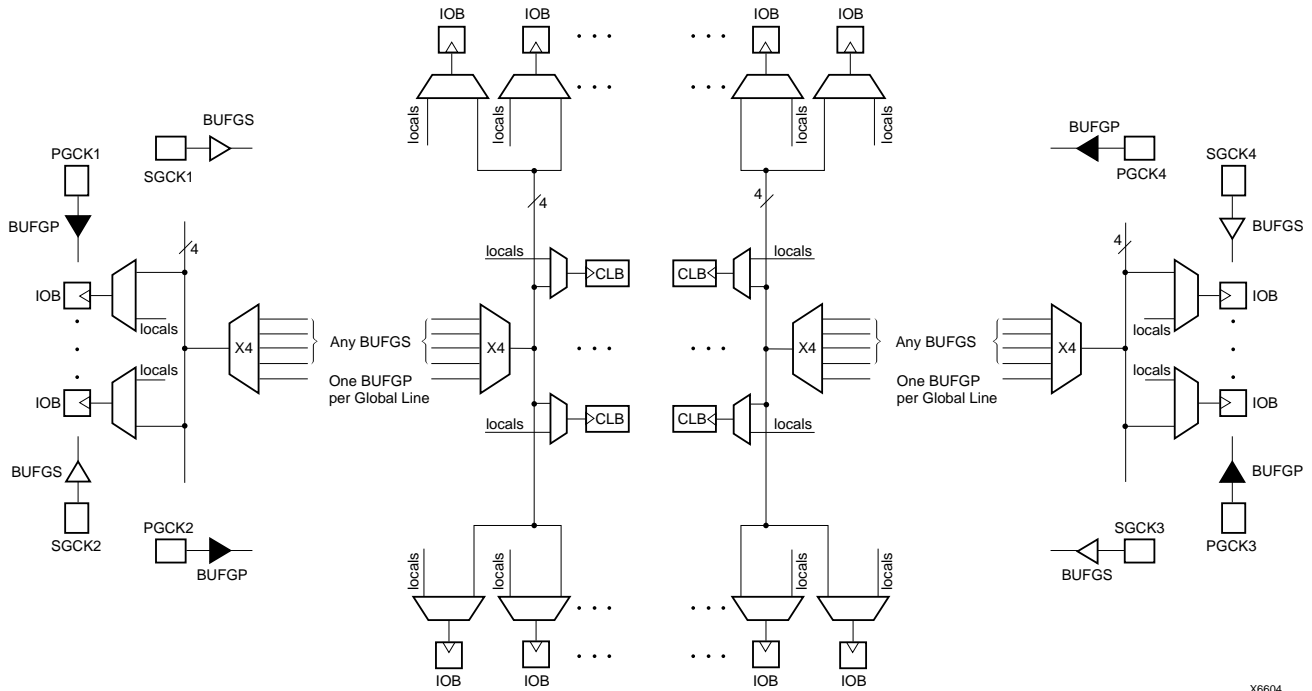 IOB IOB IOB IOB
locals locals locals locals
BUFGS
PGCK1
SGCK1
BUFGP
SGCK4
PGCK4
BUFGP
BUFGS
4 4 4 4
locals CLB CLB locals
IOB IOB
locals locals
X4 Any BUFGS X4 X4 Any BUFGS X4
One BUFGP
per Global Line
One BUFGP
per Global Line
locals locals
IOB IOB
locals CLB CLB locals
BUFGS
SGCK2
PGCK2
BUFGP
SGCK3
BUFGS
BUFGP
PGCK3
locals locals locals locals
IOB IOB IOB IOB
X6604